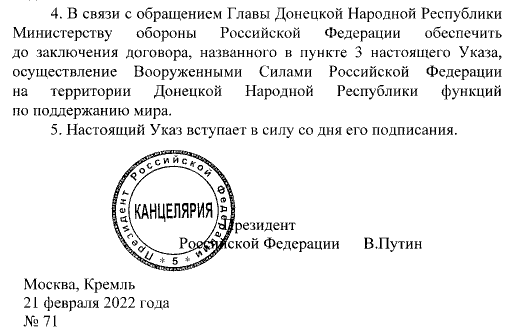 4. В связи с обращением Главы Донецкой Народной Республики
Министерству обороны Российской Федерации обеспечить
до заключения договора, названного в пункте 3 настоящего Указа,
осуществление Вооруженными Силами Российской Федерации
на территории Донецкой Народной Республики функций
по поддержанию мира.
5. Настоящий Указ вступает в силу со дня его подписания.
Президент Российской Федерации
КАНЦЕЛЯРИЯ
* 5 *
Президент
Российской Федерации В.Путин
Москва, Кремль
21 февраля 2022 года
№ 71